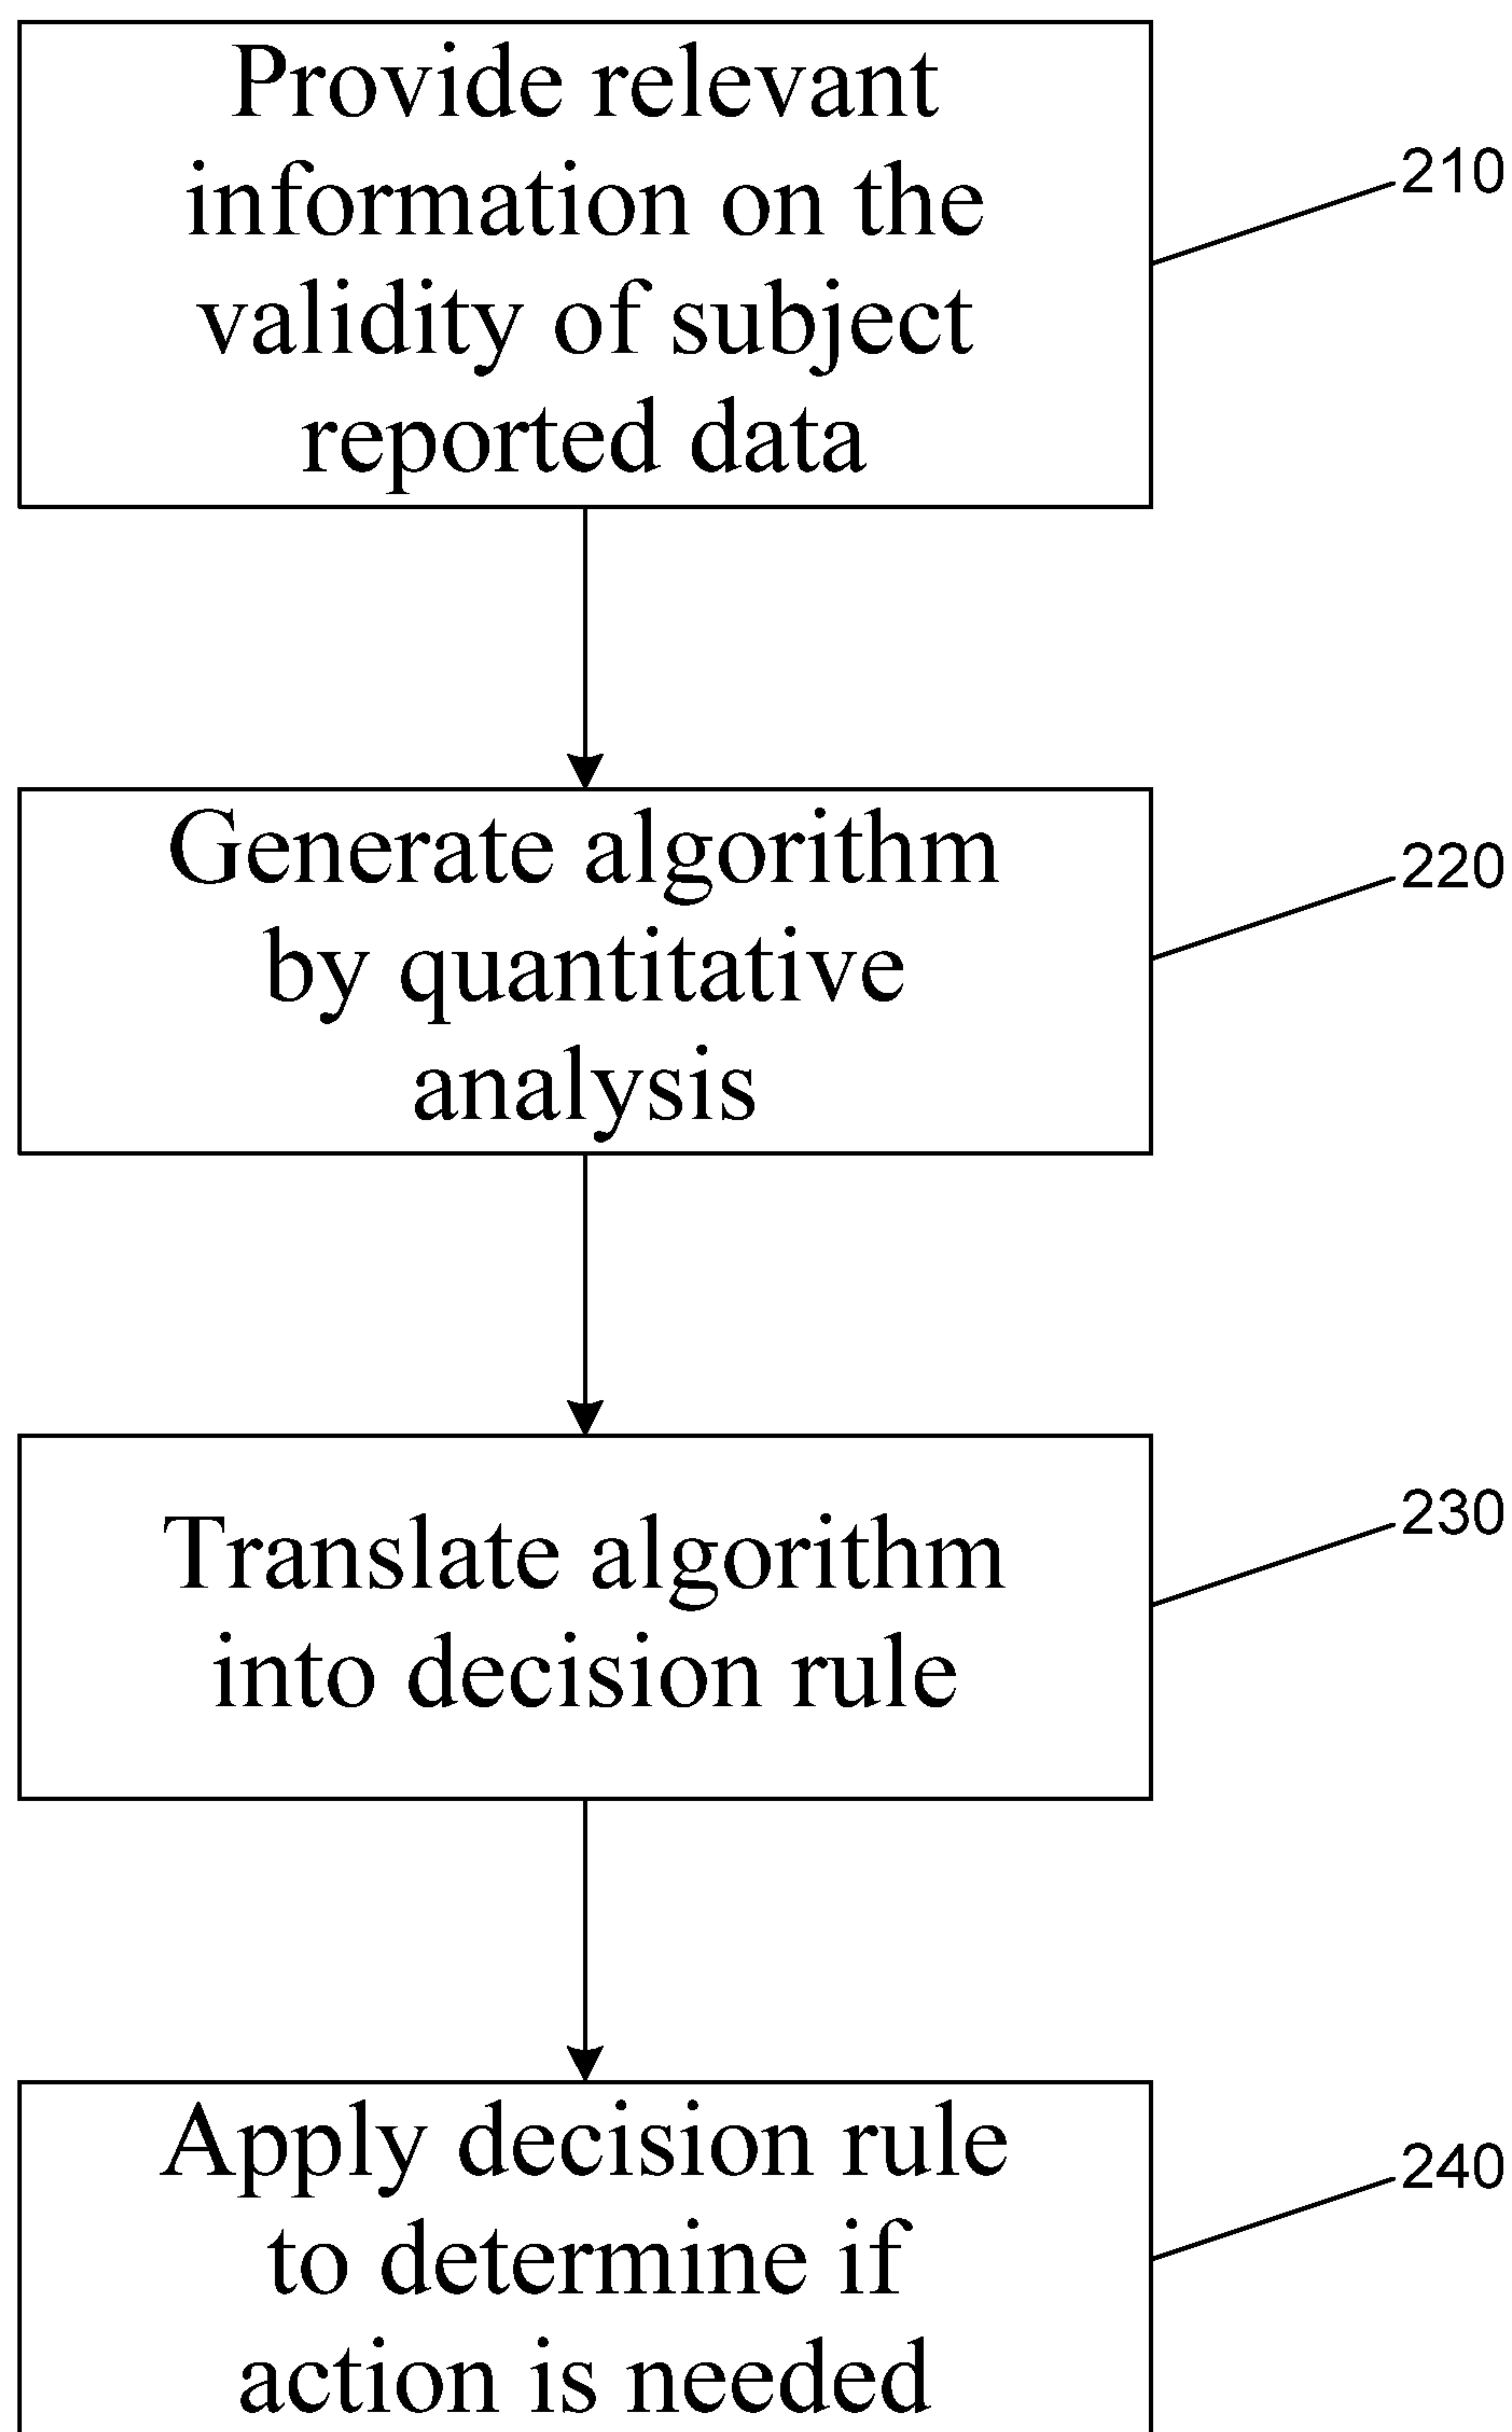 Provide relevant
information on the
validity of subject
reported data
210
Generate algorithm
by quantitative
analysis
220
Translate algorithm
into decision rule
230
Apply decision rule
to determine if
action is needed
240